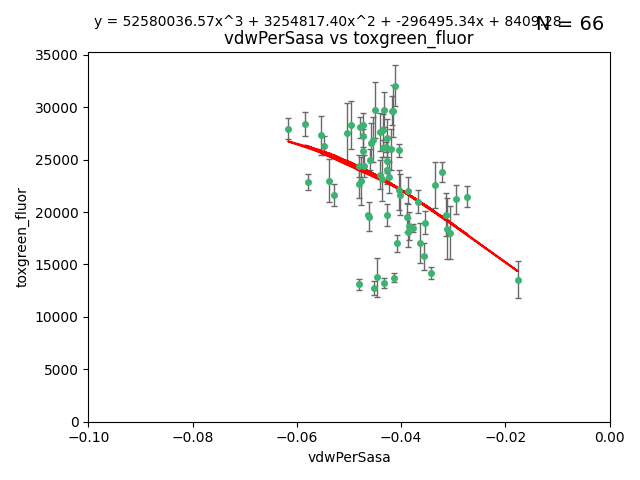 y = 52580036.57x^3 + 3254817.40x^2 + -296495.34x + 8409.28
N = 66
vdwPerSasa vs toxgreen_fluor
35000
30000
25000
20000
15000
10000
5000
0
toxgreen_fluor
−0.10
−0.08
−0.06
−0.04
−0.02
0.00
vdwPerSasa